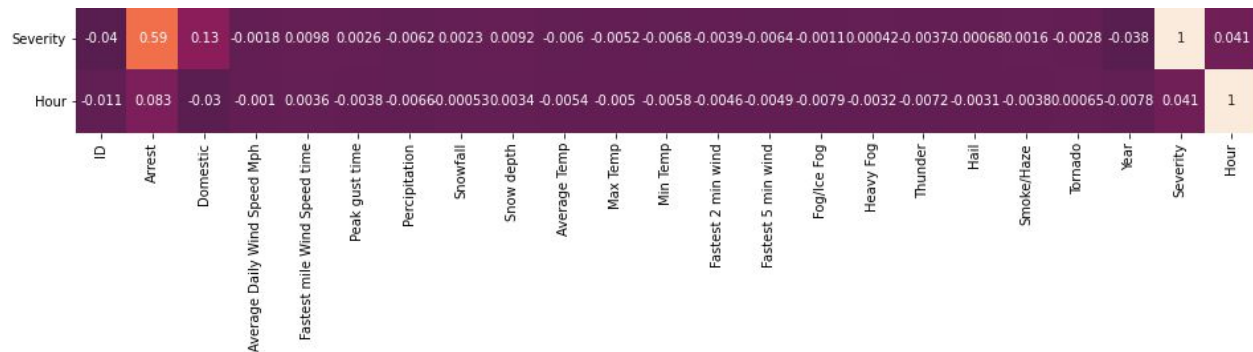 Severity -0.04 0.59 0.13 -0.0018 0.0098 0.0026 -0.0062 0.0023 0.0092 -0.006 -0.0052 -0.0068 -0.0039 -0.0064 -0.0011 0.00042 -0.0037 -0.00068 0.0016 -0.0028 -0.038 1 0.041
Hour -0.011 0.083 -0.03 -0.001 0.0036 -0.0038 -0.0066 0.00053 0.0034 -0.0054 -0.005 -0.0058 -0.0046 -0.0049 -0.0079 -0.0032 -0.0072 -0.0031 -0.0038 0.00065 -0.0078 0.041 1
ID
Arrest
Domestic
Average Daily Wind Speed Mph
Fastest mile Wind Speed time
Peak gust time
Percipitation
Snowfall
Snow depth
Average Temp
Max Temp
Min Temp
Fastest 2 min wind
Fastest 5 min wind
Fog/Ice Fog
Heavy Fog
Thunder
Hail
Smoke/Haze
Tornado
Year
Severity
Hour